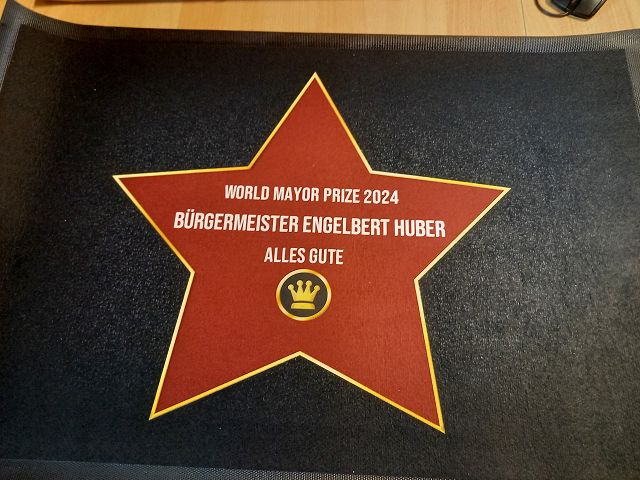 WORLD MAYOR PRIZE 2024
BÜRGERMEISTER ENGELBERT HUBER
ALLES GUTE